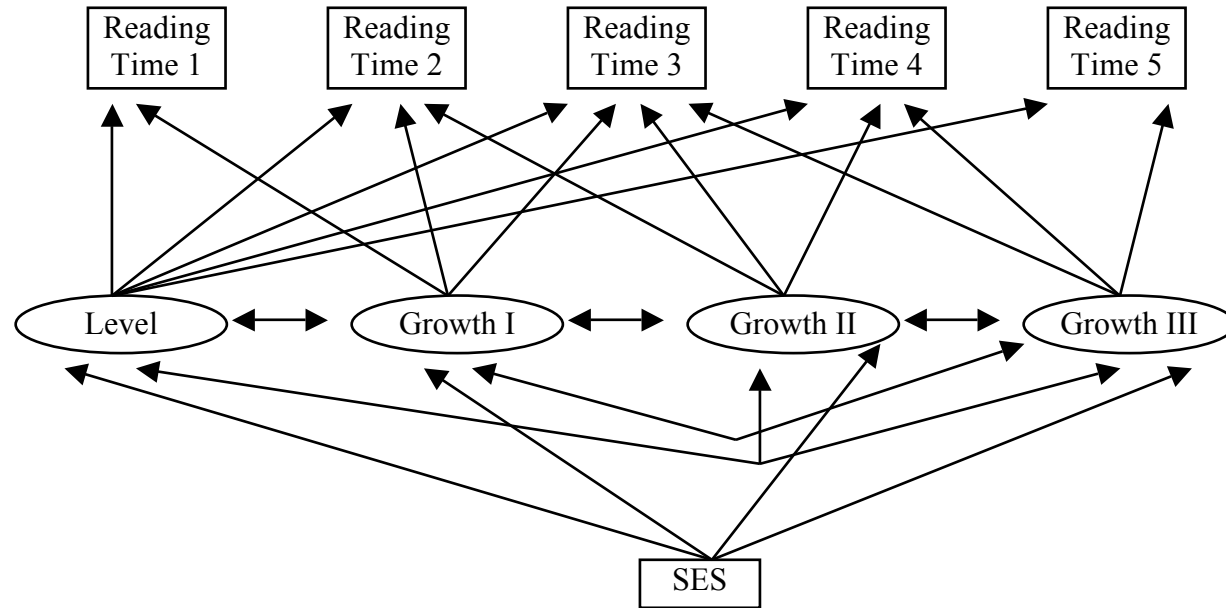 Reading
Time 1
Reading
Time 2
Reading
Time 3
Reading
Time 4
Reading
Time 5
Level
Growth I
Growth II
Growth III
SES